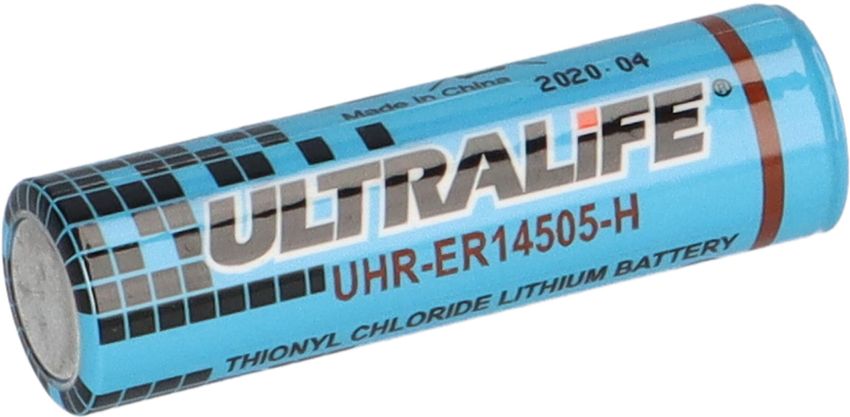 2020-04
Made in China
ULTRALiFE®
UHR-ER14505-H
THIONYL CHLORIDE LITHIUM BATTERY